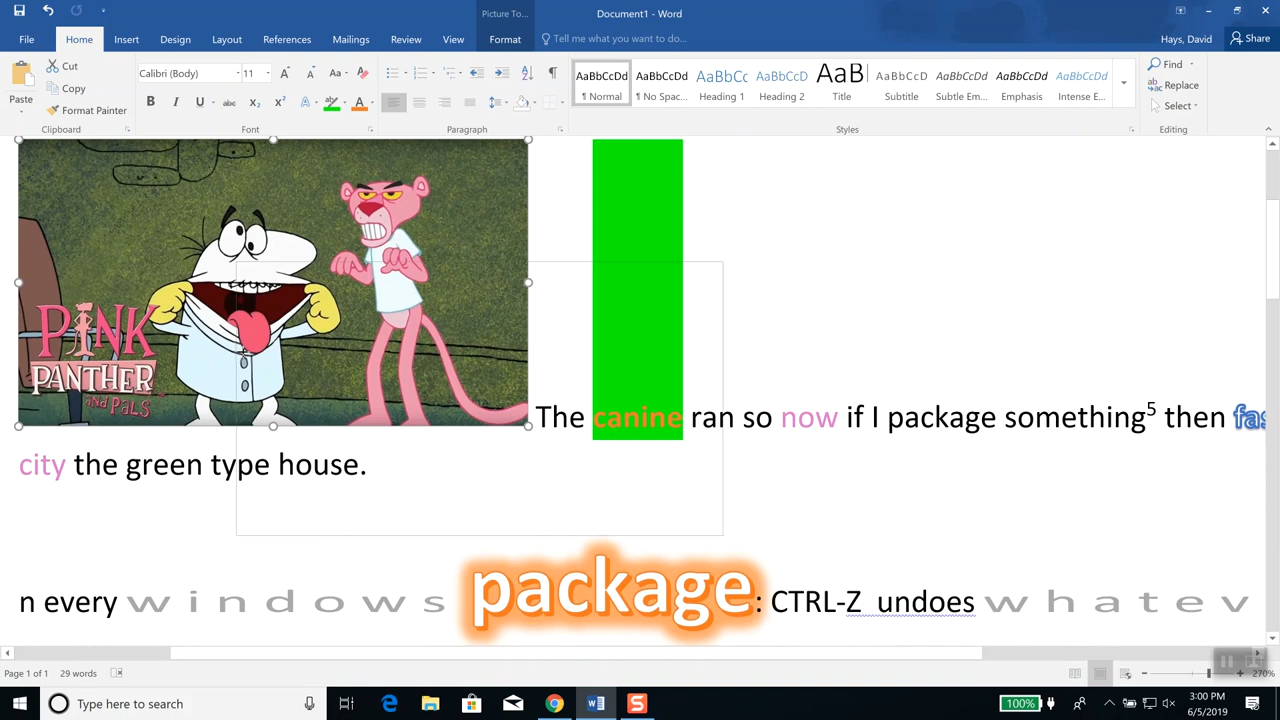 Picture To...
Document1 - Word
File Home Insert Design Layout References Mailings Review View Format Tell me what you want to do... Hays, David Share
Paste
Cut
Copy
Format Painter
Clipboard
Calibri (Body) 11
Aa
B I U abc X2 X2 A A
Font
Paragraph
AaBbCcDd AaBbCcDd AaBbCc AaBbCcD AaB AaBbCcD AaBbCcDd AaBbCcDd AaBbCcDd
¶ Normal ¶ No Spac... Heading 1 Heading 2 Title Subtitle Subtle Em... Emphasis Intense E...
Styles
Find
Replace
Select
Editing
PINK
PANTHER
and PALS
The canine ran so now if I package something5 then fas
city the green type house.
n every windows package: CTRL-Z undoes whatev
Page 1 of 1 29 words 270%
Type here to search
100%
3:00 PM
6/5/2019